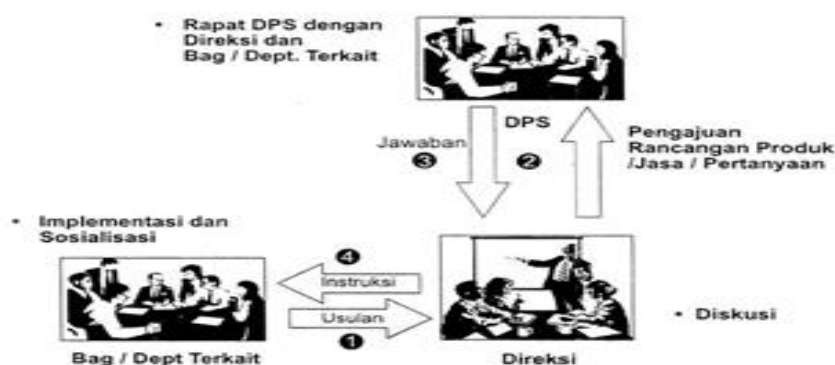 • Rapat DPS dengan
Direksi dan
Bag / Dept. Terkait
DPS
Jawaban
3
2
Pengajuan
Rancangan Produk
/Jasa / Pertanyaan
• Implementasi dan
Sosialisasi
4
Instruksi
Usulan
1
• Diskusi
Bag / Dept Terkait
Direksi